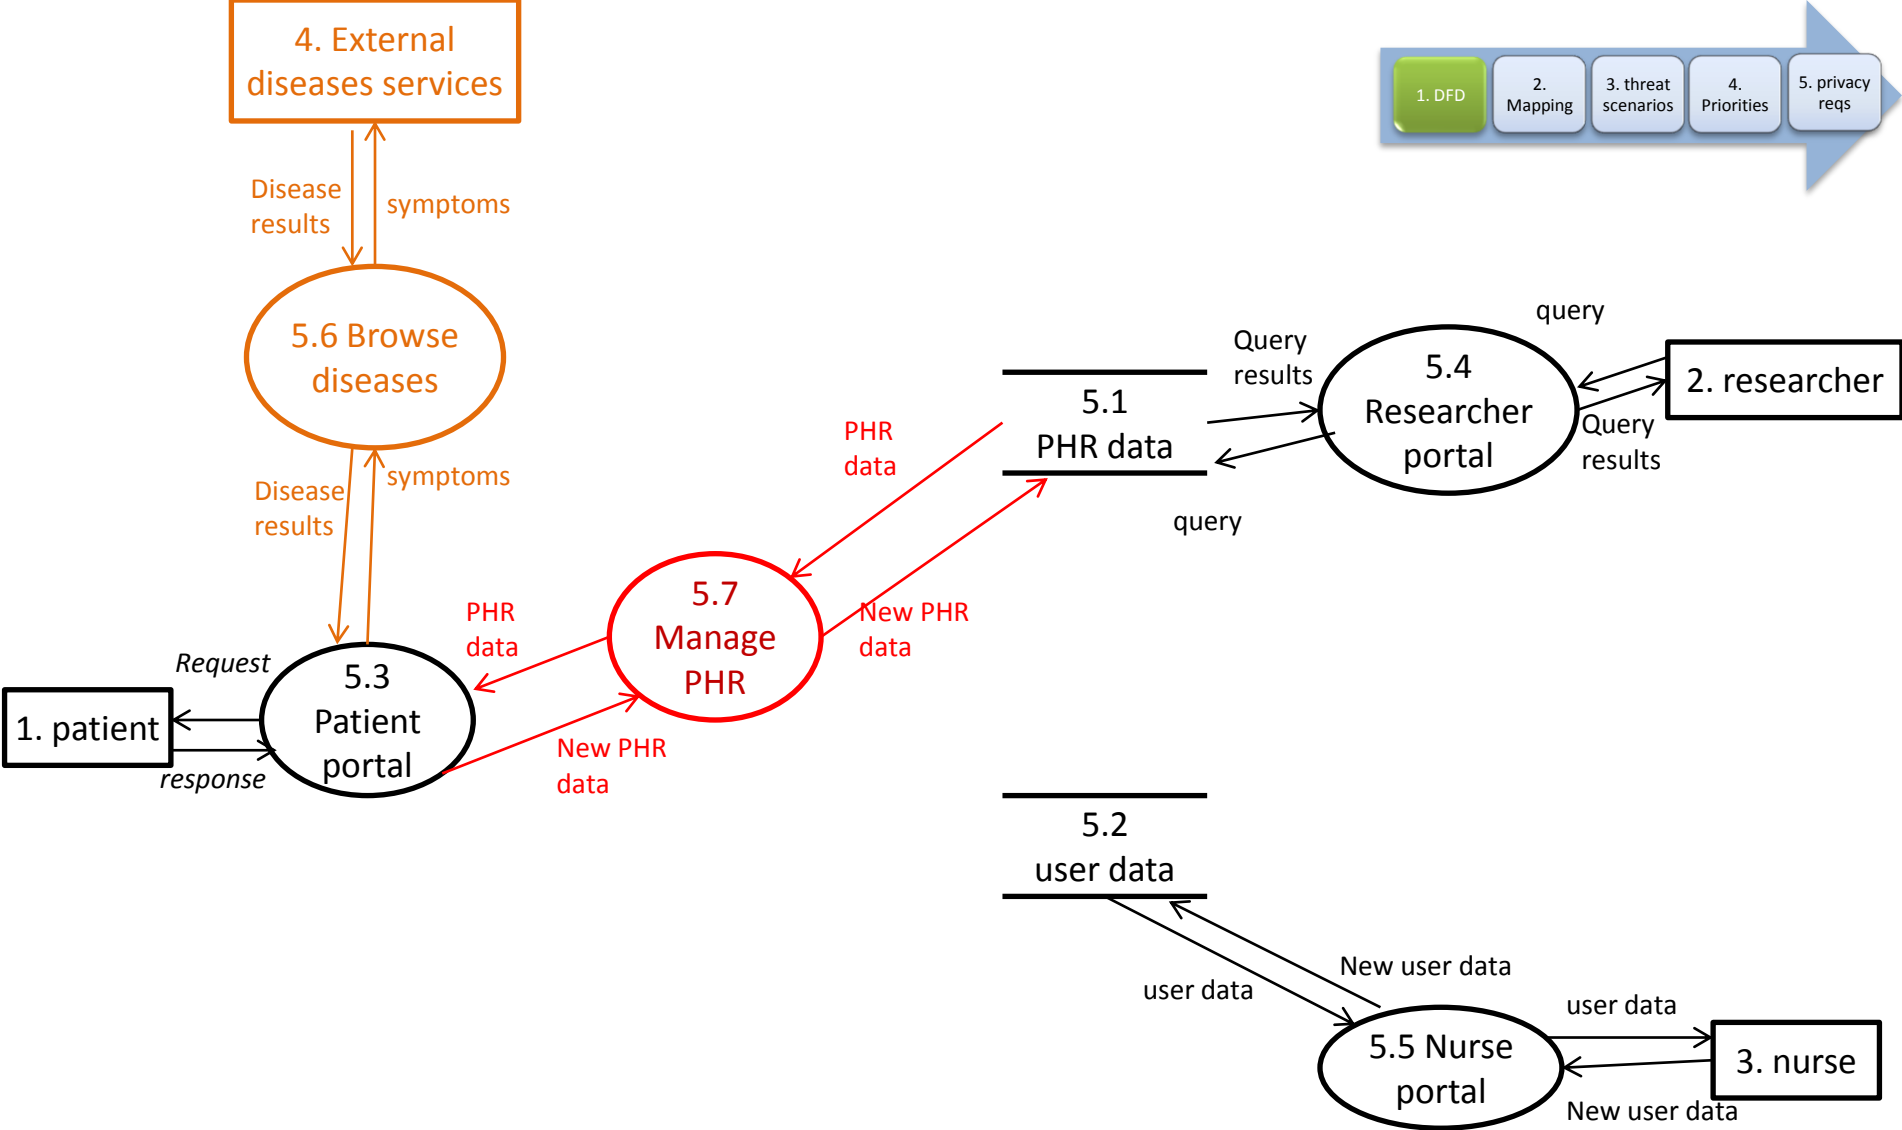 4. External
diseases services
1. DFD
2.
Mapping
3. threat
scenarios
4.
Priorities
5. privacy
reqs
Disease
results
symptoms
5.6 Browse
diseases
Disease
results
symptoms
query
Query
results
5.4
Researcher
portal
2. researcher
Query
results
5.1
PHR data
query
PHR
data
5.7
Manage
PHR
New PHR
data
PHR
data
New PHR
data
Request
1. patient
response
5.3
Patient
portal
5.2
user data
New user data
user data
user data
5.5 Nurse
portal
3. nurse
New user data